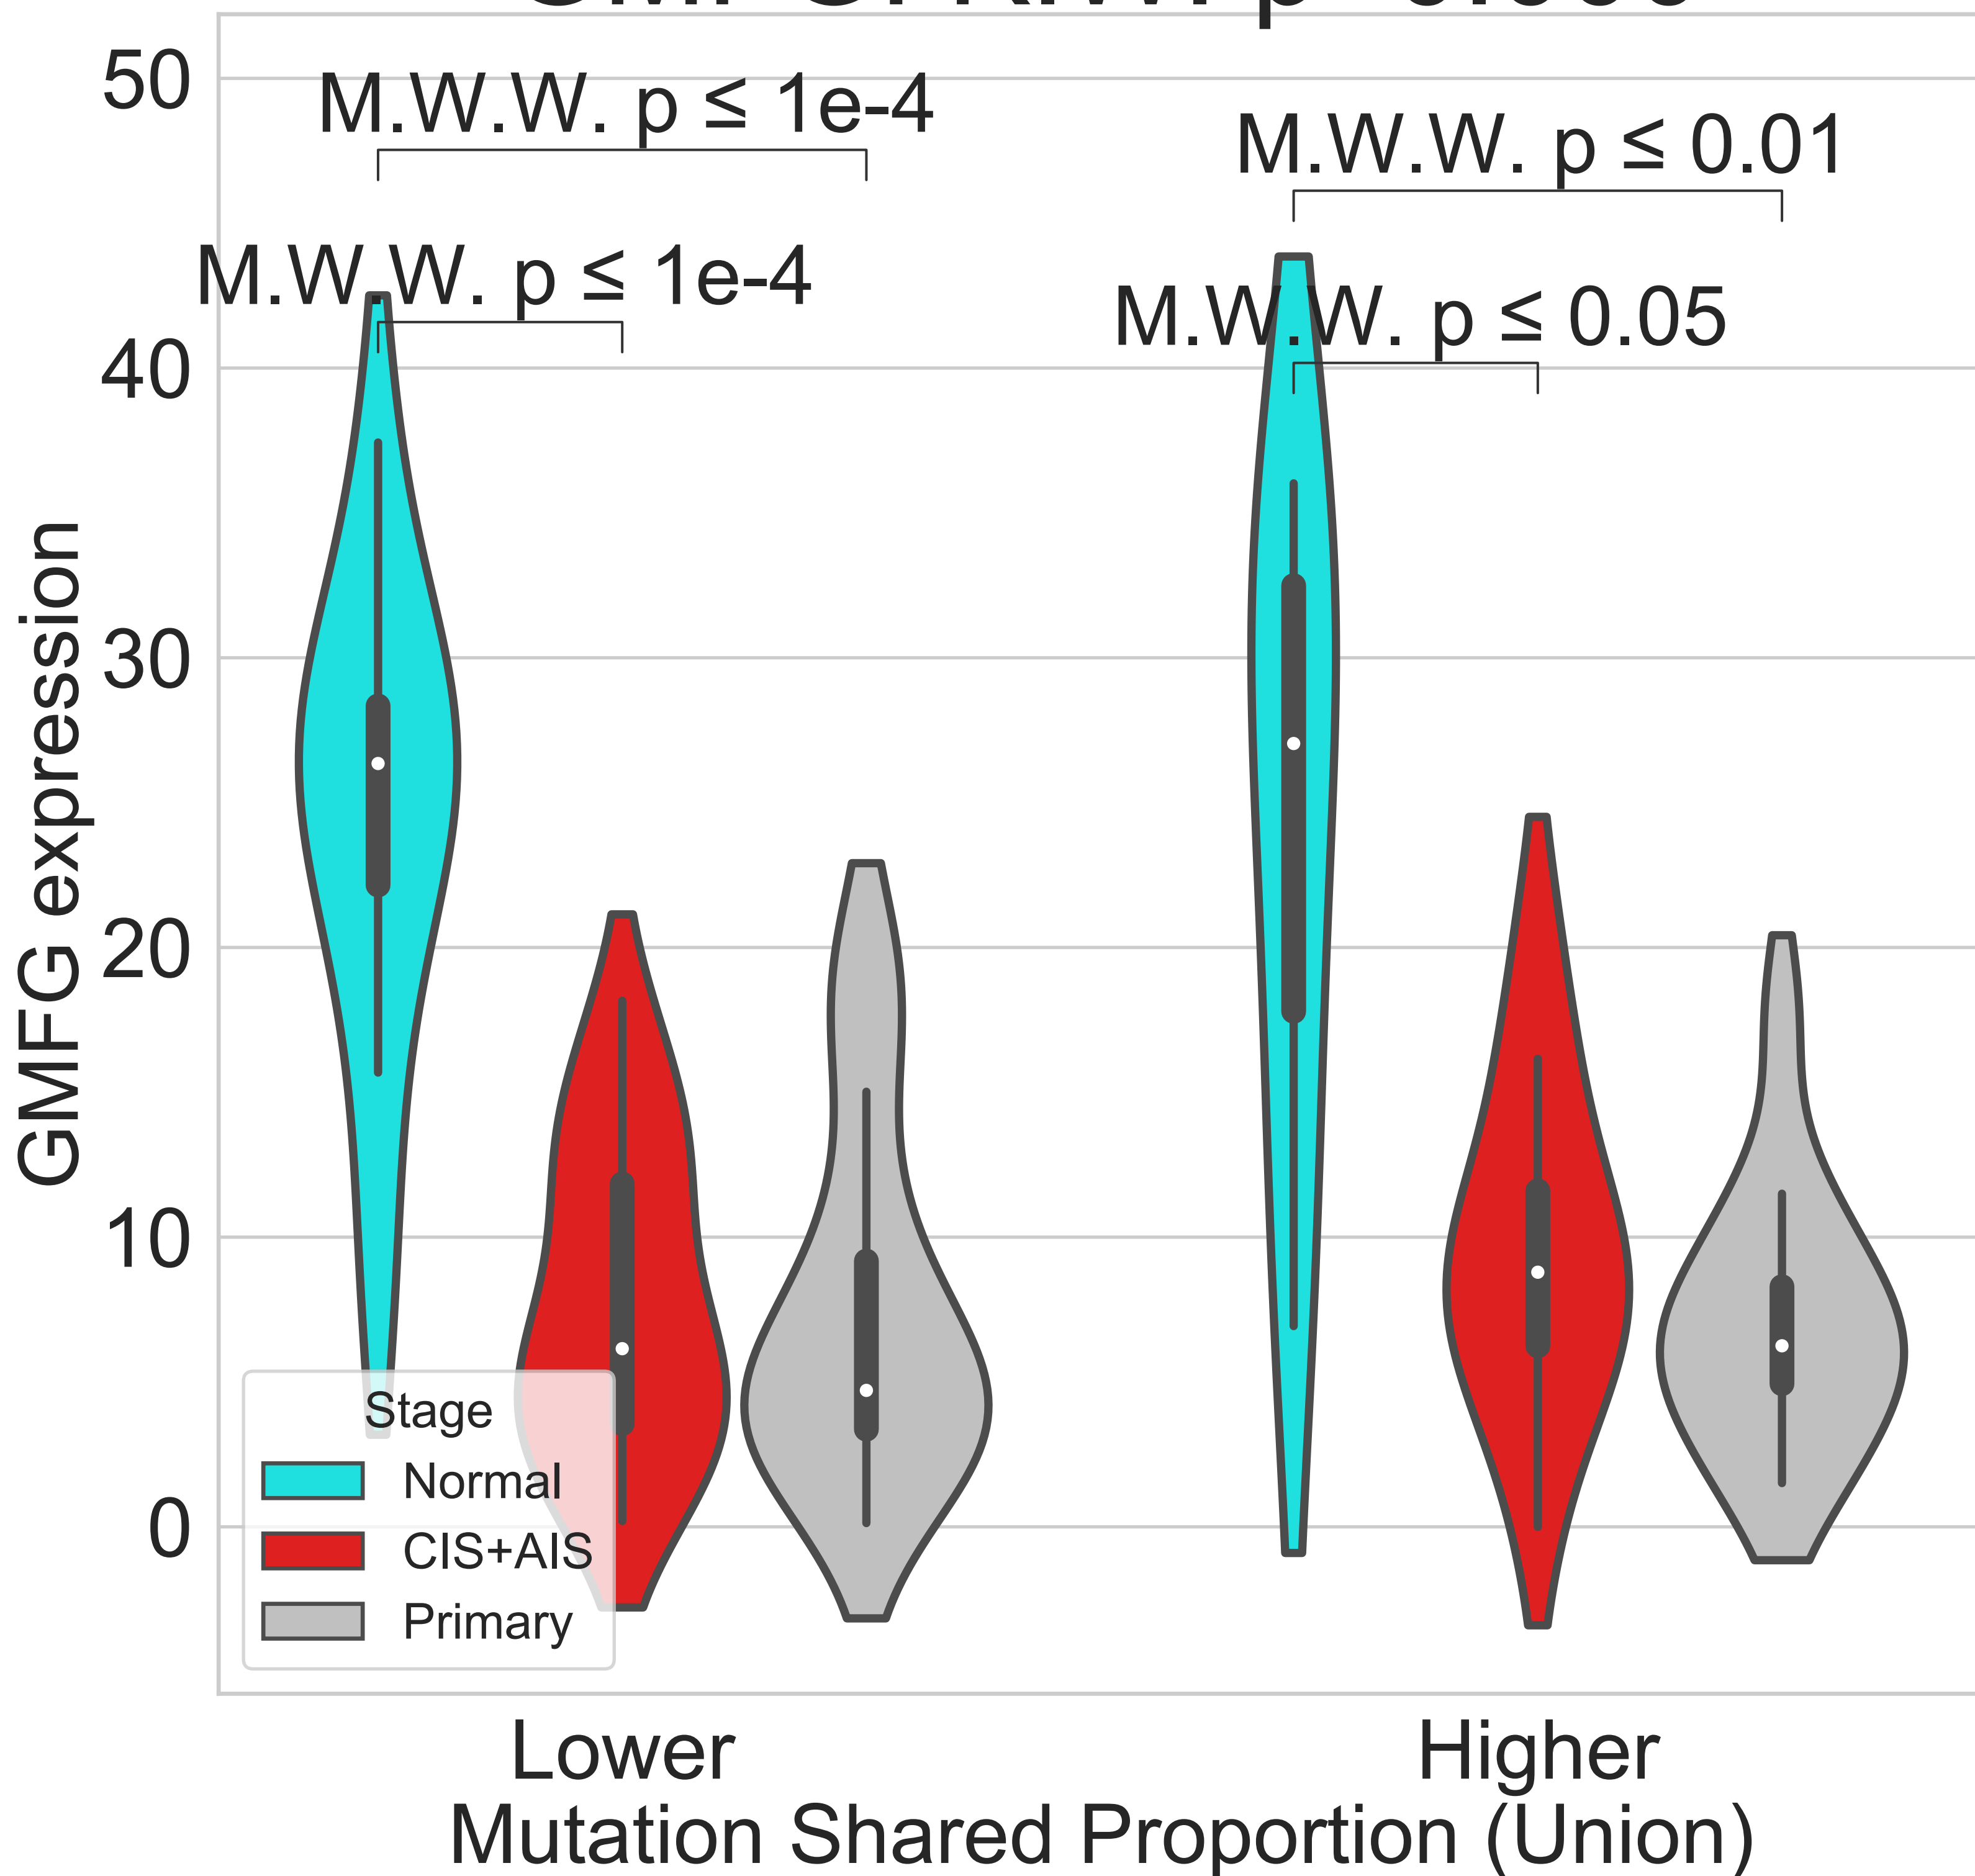 50
M.W.W. p ≤ 1e-4
M.W.W. p ≤ 0.01
M.W.W. p ≤ 1e-4
M.W.W. p ≤ 0.05
40
30
20
10
0
GMFG expression
Stage
Normal
CIS+AIS
Primary
Lower
Higher
Mutation Shared Proportion (Union)